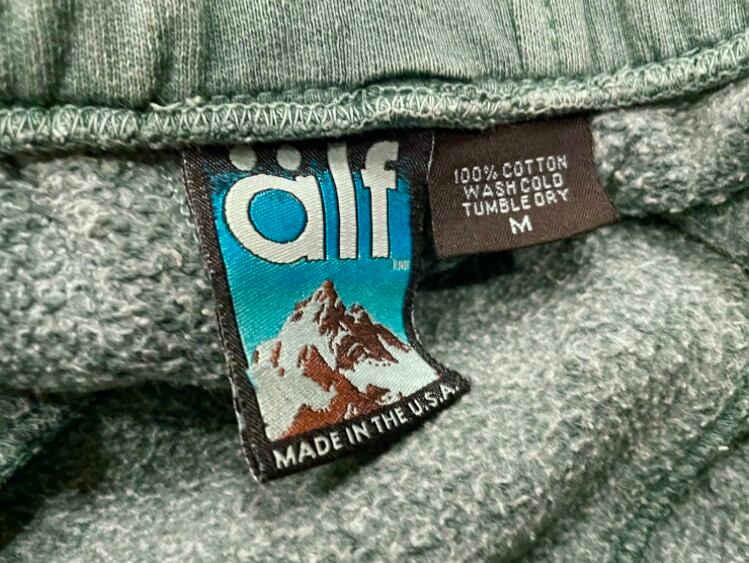 älf
MADE IN THE U.S.A.
100% COTTON
WASH COLD
TUMBLE DRY
M